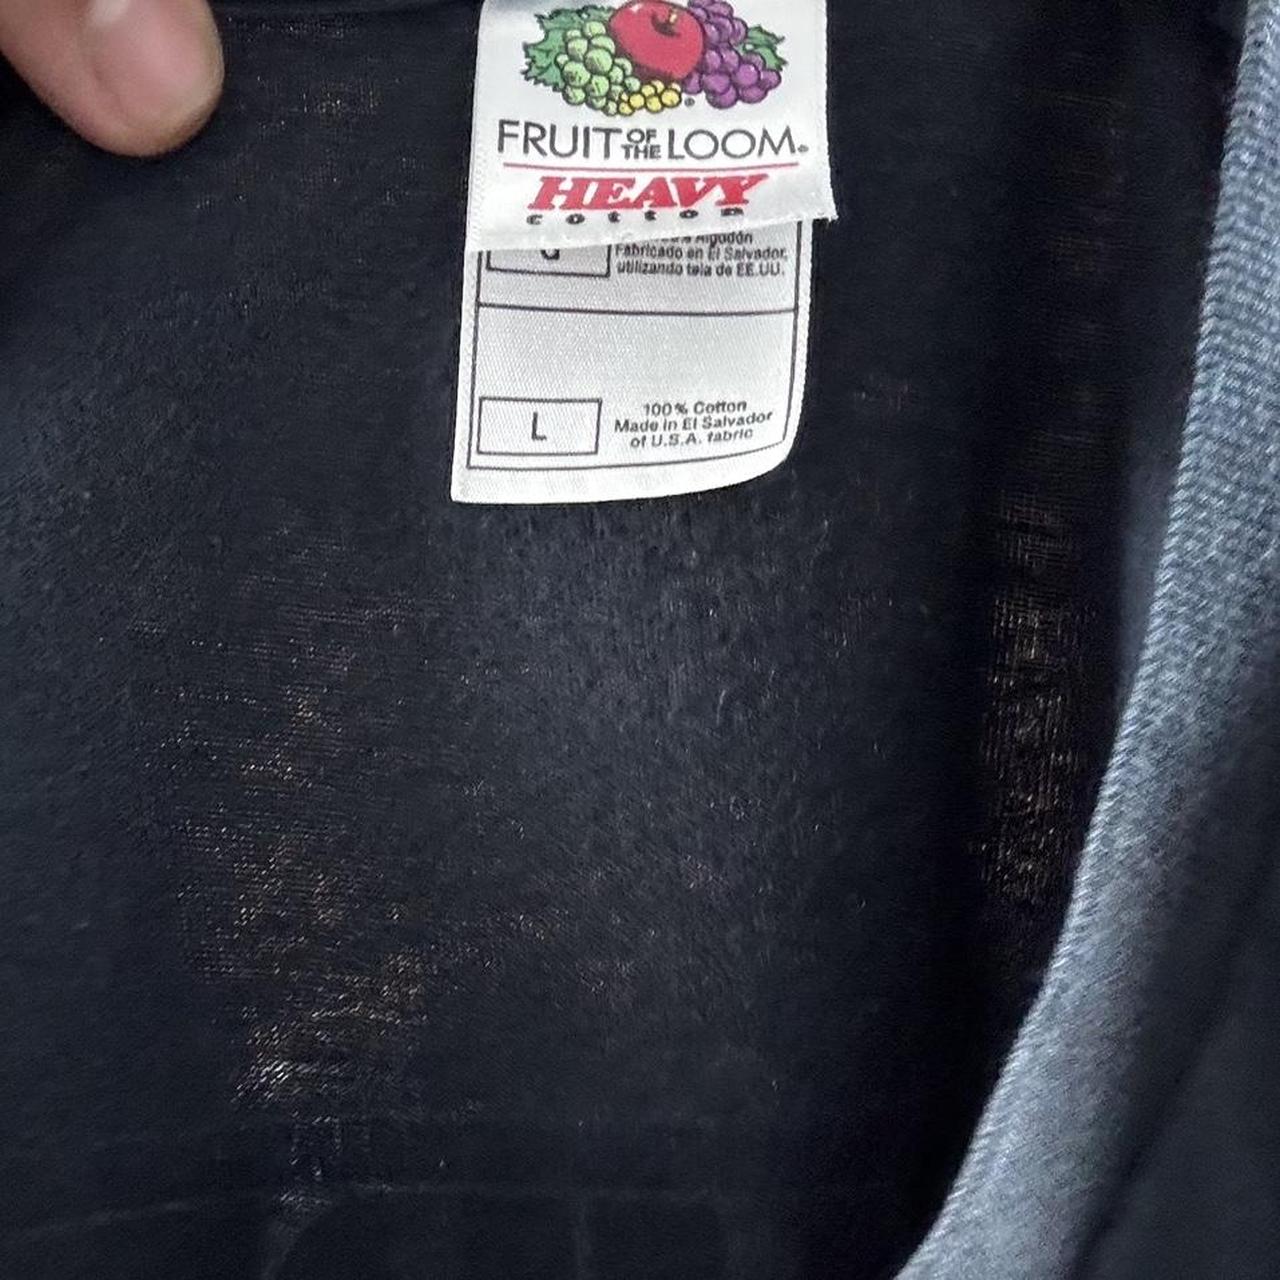 FRUIT OF THE LOOM®
HEAVY
cotton
Algodón
Fabricado en El Salvador,
utilizando tela de EE.UU.
L
100% Cotton
Made in El Salvador
of U.S.A. fabric